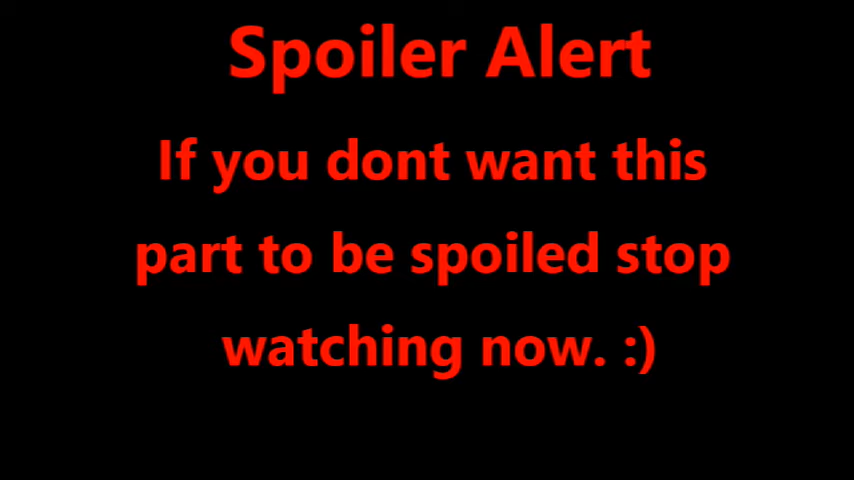 Spoiler Alert
If you dont want this
part to be spoiled stop
watching now. :)